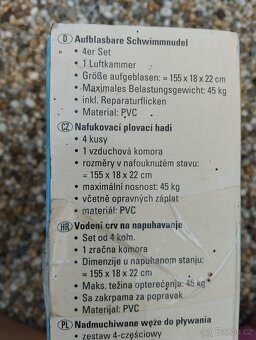 D Aufblasbare Schwimmnudel
• 4er Set
• 1 Luftkammer
• Größe aufgeblasen: ≈ 155 x 18 x 22 cm
• Maximales Belastungsgewicht: 45 kg
• inkl. Reparaturflicken
• Material: PVC
CZ Nafukovací plovací hadi
• 4 kusy
• 1 vzduchová komora
• rozměry v nafouknutém stavu:
≈ 155 x 18 x 22 cm
• maximální nosnost: 45 kg
• včetně opravných záplat
• materiál: PVC
HR Vodeni crv na napuhavanje
• Set od 4 kom.
• 1 zračna komora
• Dimenzije u napuhanom stanju:
≈ 155 x 18 x 22 cm
• Maks. težina opterećenja: 45 kg
• Sa zakrpama za popravak
• Marerijal: PVC
PL Nadmuchiwane węże do pływania
• zestaw 4-częściowy